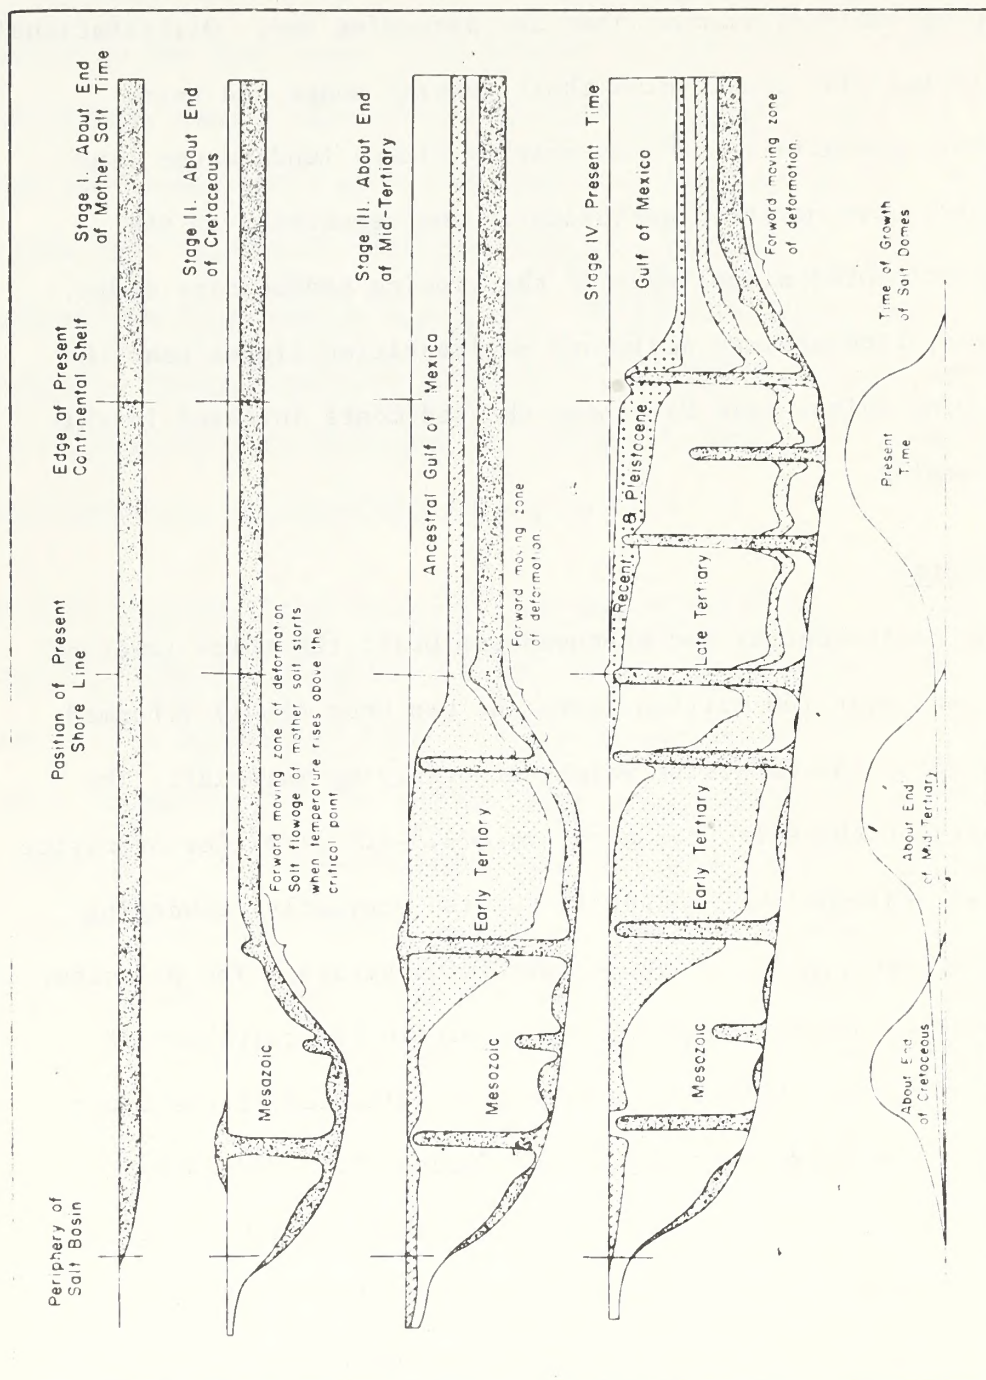 Periphery of
Salt Basin
Position of Present
Shore Line
Edge of Present
Continental Shelf
Stage I. About End
of Mother Salt Time
Stage II. About End
of Cretaceous
Mesozoic
Forward moving zone of deformation
Salt flowage of mother salt starts
when temperature rises above the
critical point
Stage III. About End
of Mid-Tertiary
Ancestral Gulf of Mexico
Mesozoic
Early Tertiary
Forward moving zone
of deformation
Stage IV. Present Time
Gulf of Mexico
Recent & Pleistocene
Mesozoic
Early Tertiary
Late Tertiary
Forward moving zone
of deformation
About End
of Cretaceous
About End
of Mid-Tertiary
Present
Time
Time of Growth
of Salt Domes